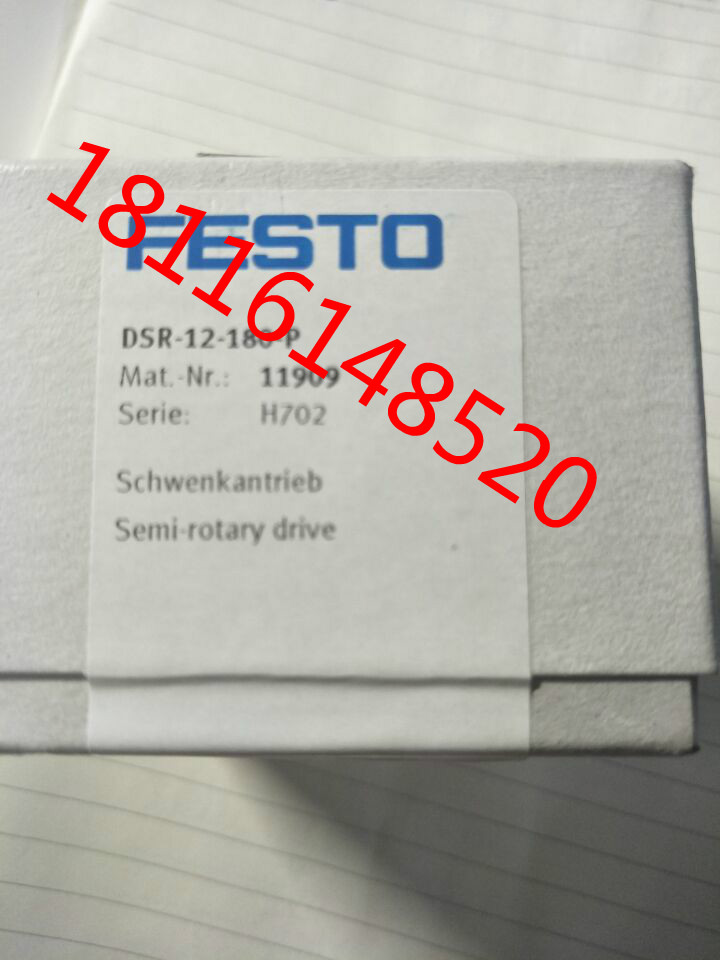 18116148520
FESTO
DSR-12-180-P
Mat.-Nr.: 11909
Serie: H702
Schwenkantrieb
Semi-rotary drive